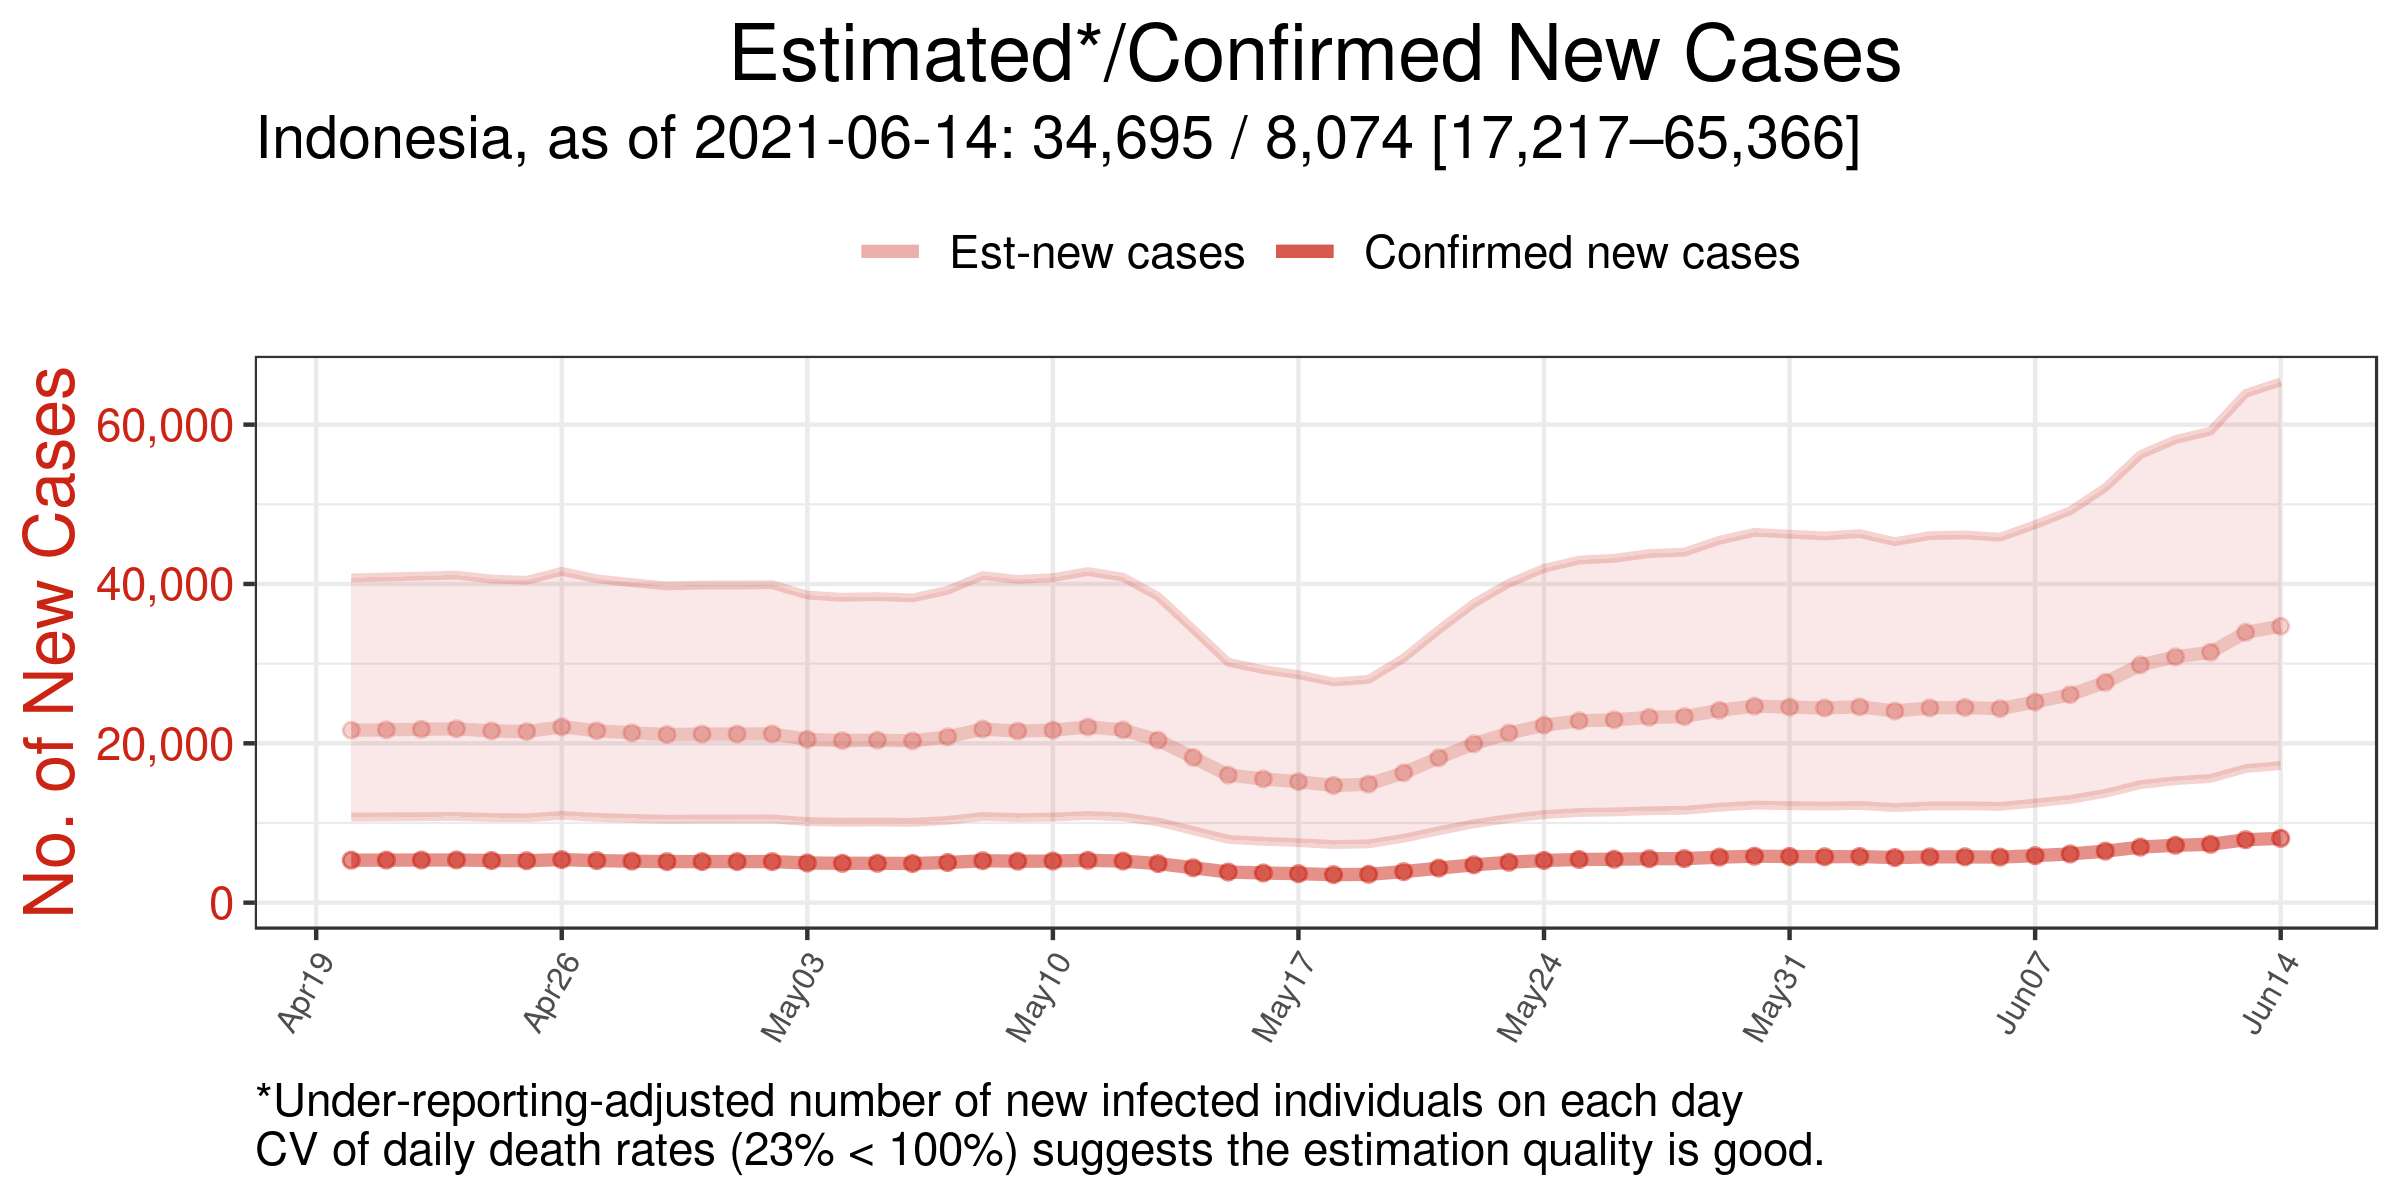 Estimated*/Confirmed New Cases
Indonesia, as of 2021-06-14: 34,695 / 8,074 [17,217–65,366]
Est-new cases
Confirmed new cases
No. of New Cases
60,000
40,000
20,000
0
Apr19
Apr26
May03
May10
May17
May24
May31
Jun07
Jun14
*Under-reporting-adjusted number of new infected individuals on each day
CV of daily death rates (23% < 100%) suggests the estimation quality is good.